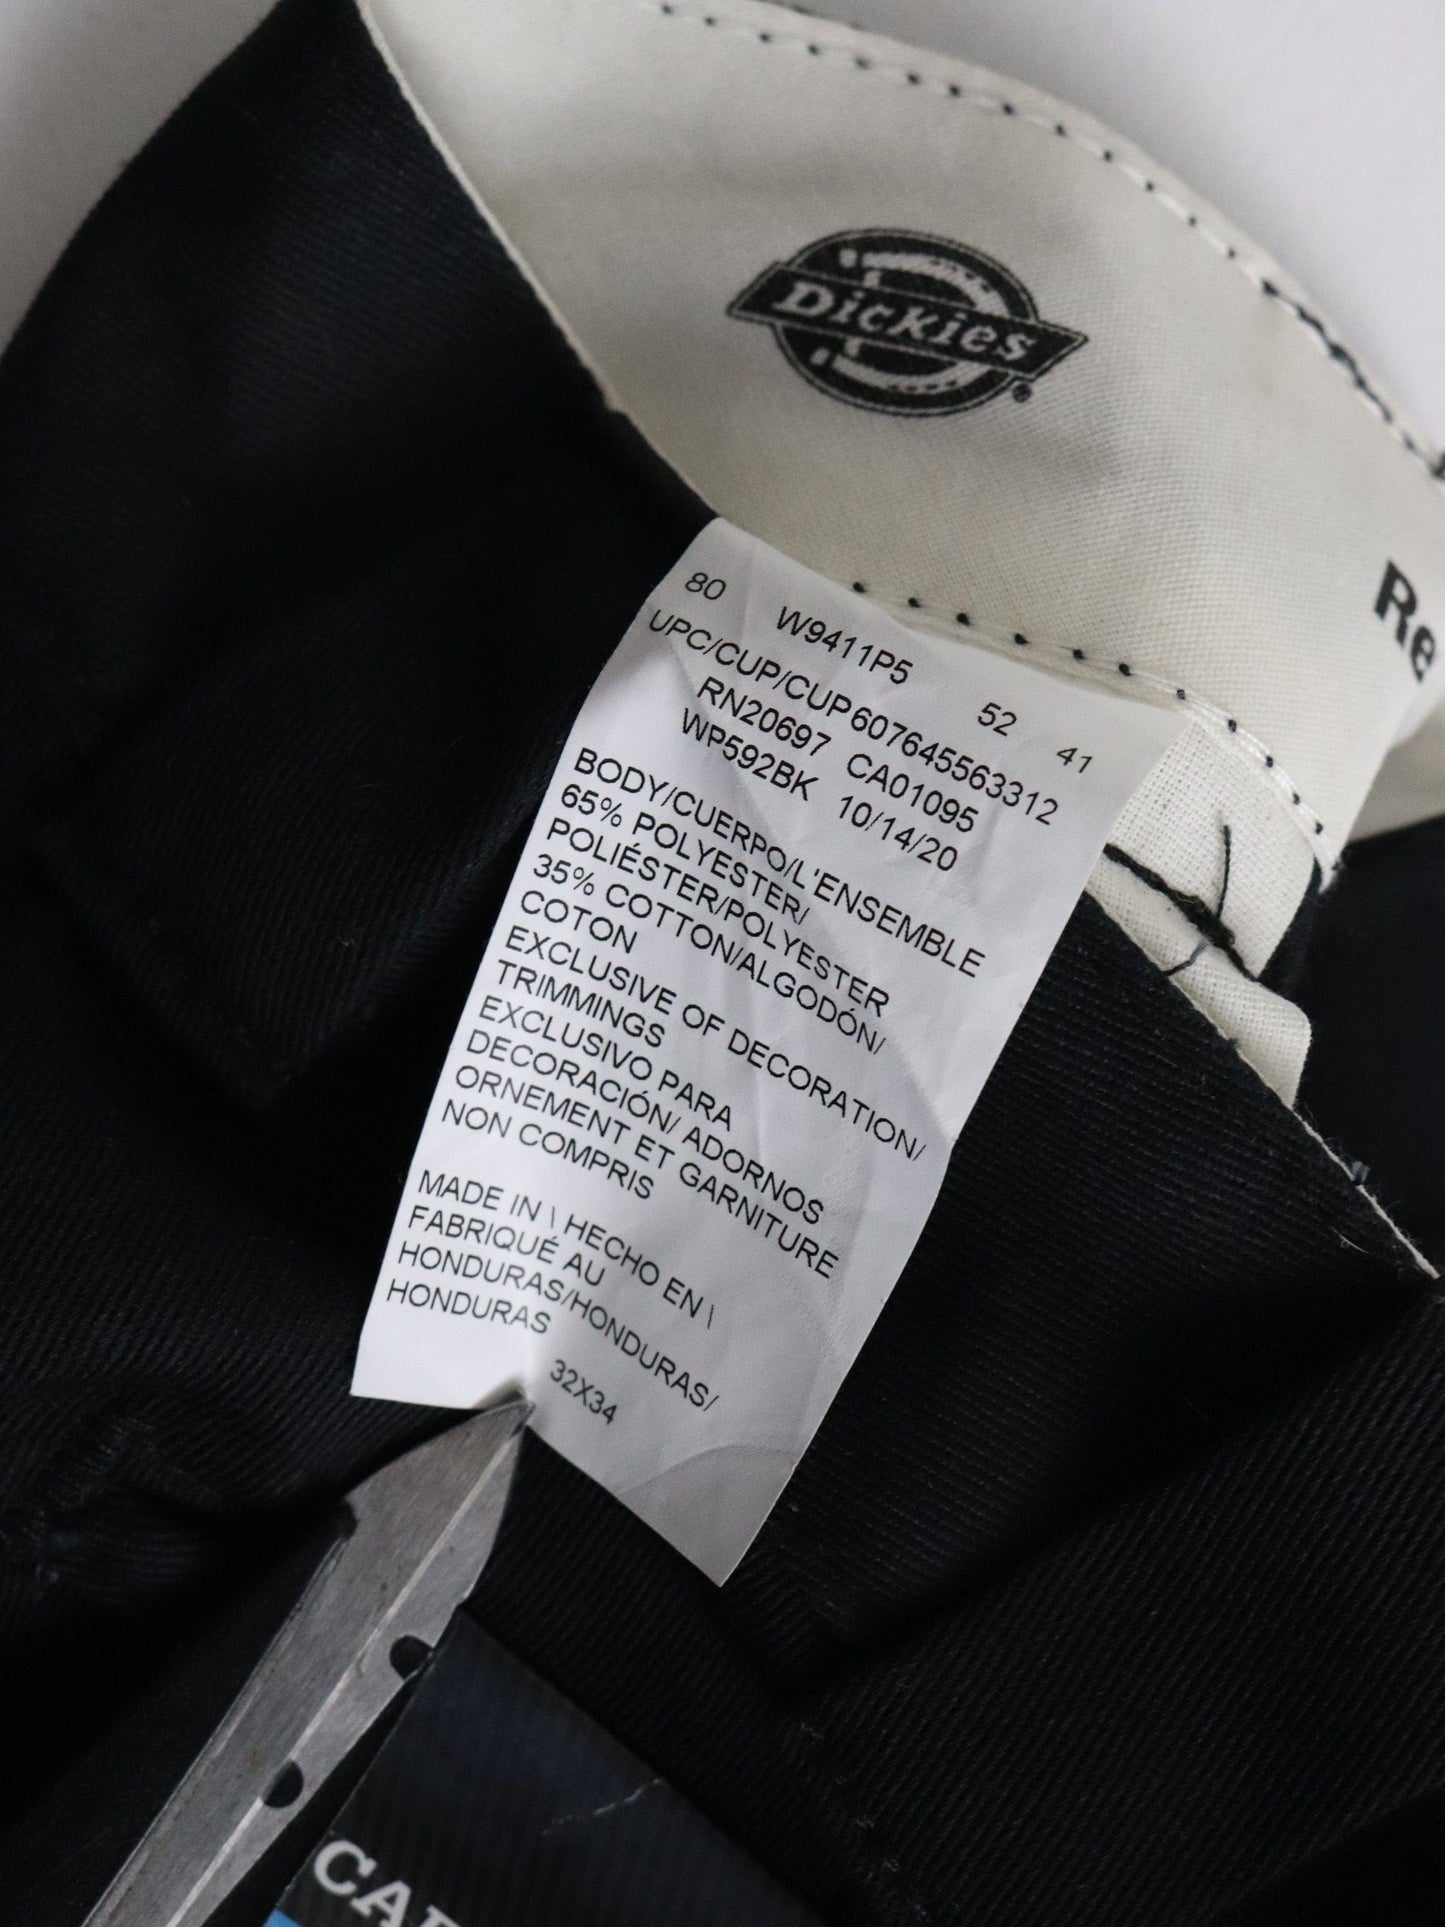 Dickies
®
Re
80 W9411P5 52 41
UPC/CUP/CUP 607645563312
RN20697 CA01095
WP592BK 10/14/20
BODY/CUERPO/L'ENSEMBLE
65% POLYESTER/
POLIÉSTER/POLYESTER
35% COTTON/ALGODÓN/
COTON
EXCLUSIVE OF DECORATION/
TRIMMINGS
EXCLUSIVO PARA
DECORACIÓN/ ADORNOS
ORNEMENT ET GARNITURE
NON COMPRIS
MADE IN \ HECHO EN \
FABRIQUÉ AU
HONDURAS/HONDURAS/
HONDURAS
32X34